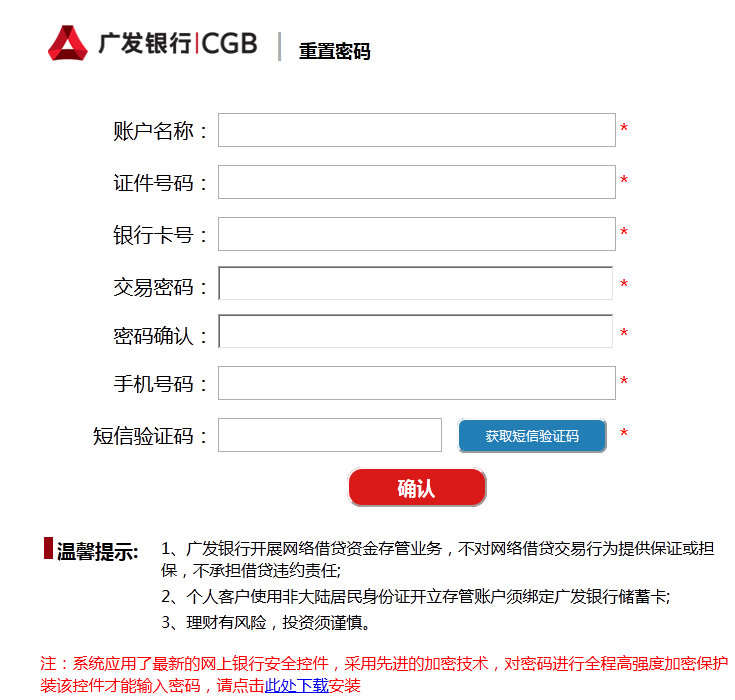 广发银行|CGB | 重置密码
账户名称： *
证件号码： *
银行卡号： *
交易密码： *
密码确认： *
手机号码： *
短信验证码： 获取短信验证码 *
确认
温馨提示: 1、广发银行开展网络借贷资金存管业务，不对网络借贷交易行为提供保证或担
保，不承担借贷违约责任;
2、个人客户使用非大陆居民身份证开立存管账户须绑定广发银行储蓄卡;
3、理财有风险，投资须谨慎。
注：系统应用了最新的网上银行安全控件，采用先进的加密技术，对密码进行全程高强度加密保护
装该控件才能输入密码，请点击此处下载安装